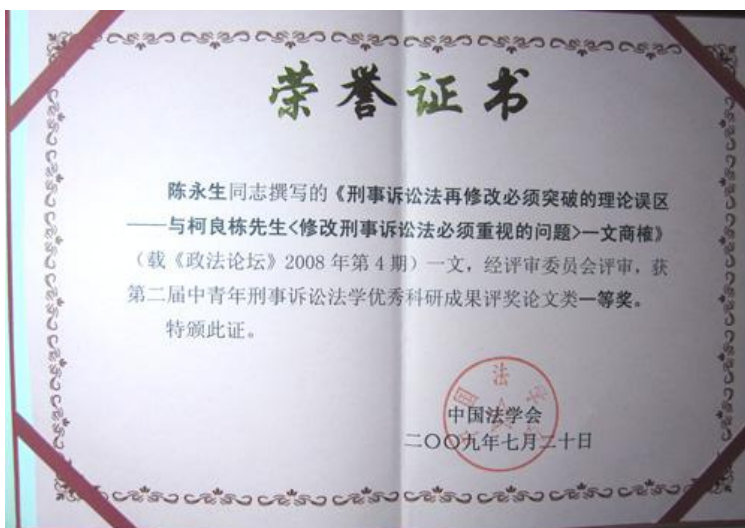 荣誉证书
陈永生同志撰写的《刑事诉讼法再修改必须突破的理论误区
——与柯良栋先生<修改刑事诉讼法必须重视的问题>一文商榷》
（载《政法论坛》2008年第4期）一文，经评审委员会评审，获
第二届中青年刑事诉讼法学优秀科研成果评奖论文类一等奖。
特颁此证。
中国法学会
二〇〇九年七月二十日